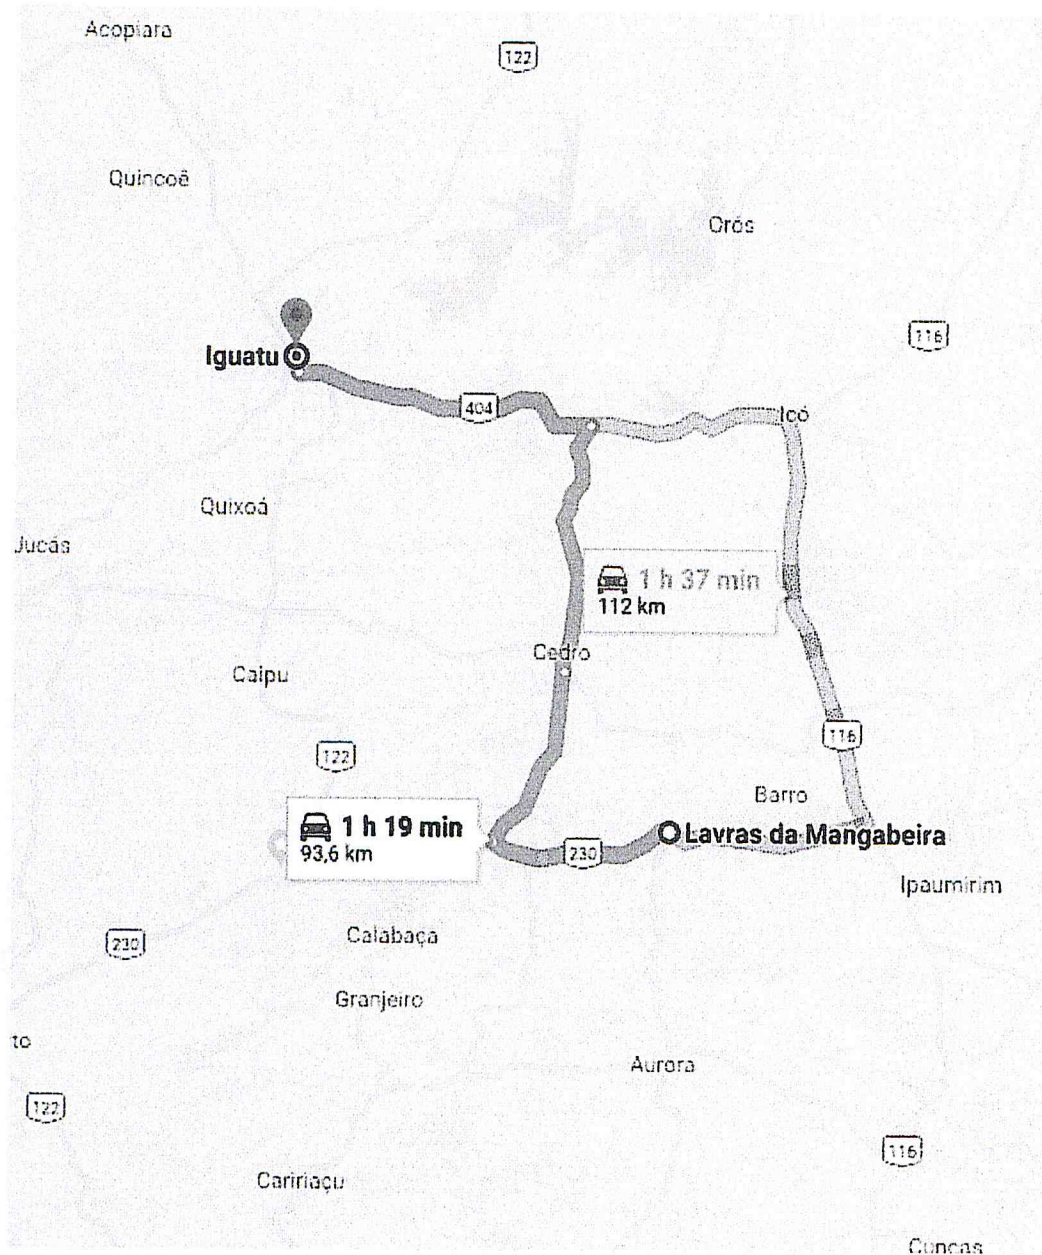 Acopiara
122
Quincoê
Orós
116
Iguatu
404
Icó
Quixoá
Jucás
1 h 37 min
112 km
Cedro
Caipu
122
116
Barro
1 h 19 min
93,6 km
230
Lavras da Mangabeira
Ipaumirim
Calabaça
230
Granjeiro
to
Aurora
122
116
Caririaçu
Cuncas